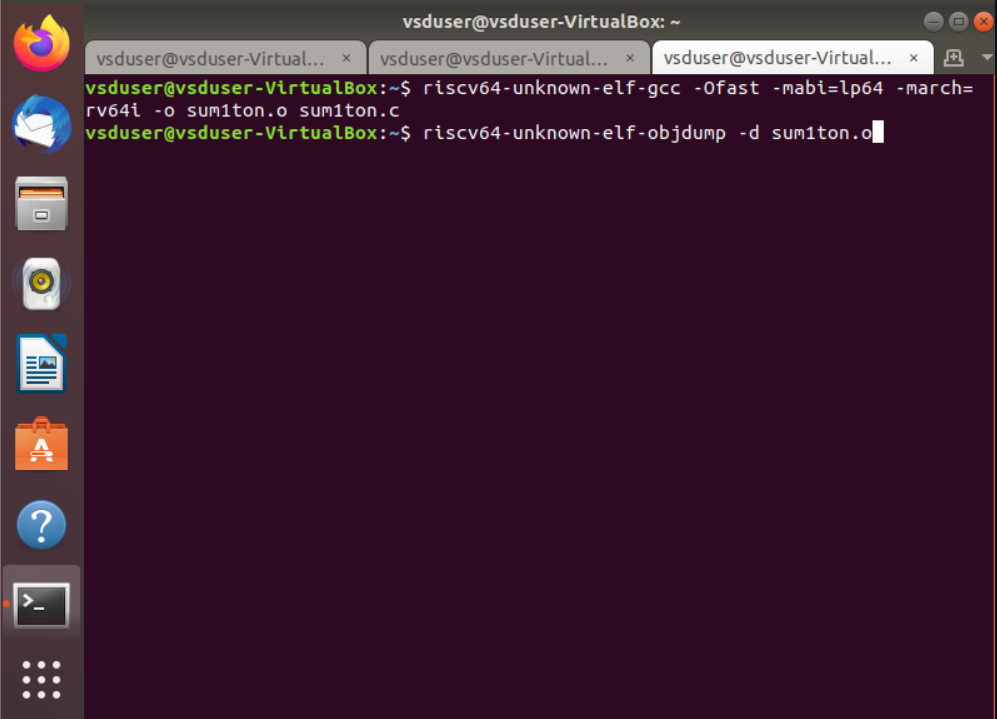 vsduser@vsduser-VirtualBox: ~
vsduser@vsduser-Virtual... × vsduser@vsduser-Virtual... × vsduser@vsduser-Virtual... ×
vsduser@vsduser-VirtualBox:~$ riscv64-unknown-elf-gcc -Ofast -mabi=lp64 -march=
rv64i -o sum1ton.o sum1ton.c
vsduser@vsduser-VirtualBox:~$ riscv64-unknown-elf-objdump -d sum1ton.o